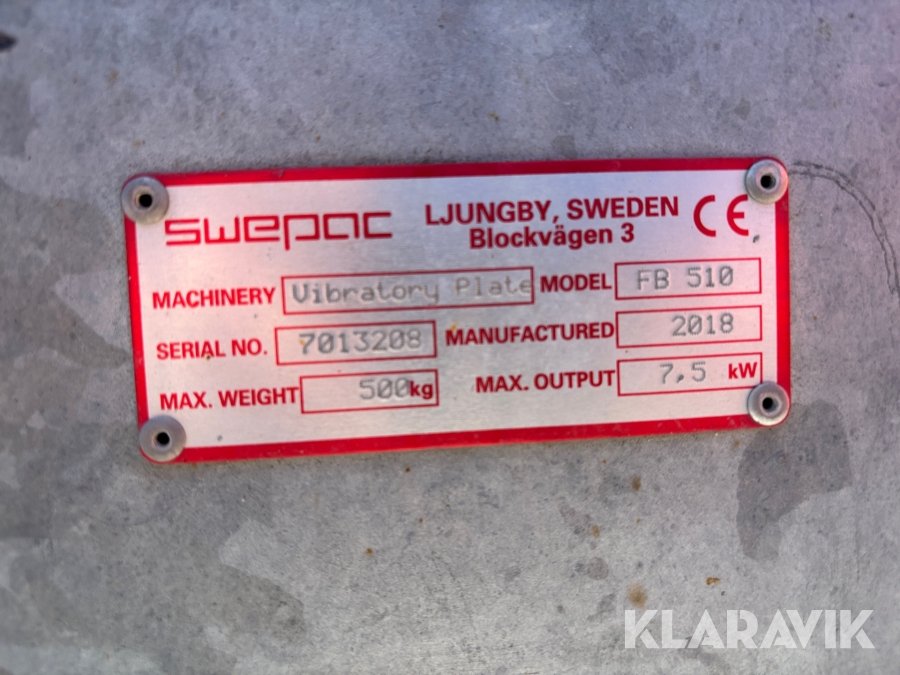 swepac
LJUNGBY, SWEDEN
Blockvägen 3
CE
MACHINERY Vibratory Plate MODEL FB 510
SERIAL NO. 7013208 MANUFACTURED 2018
MAX. WEIGHT 500kg MAX. OUTPUT 7,5 kW
KLARAVIK